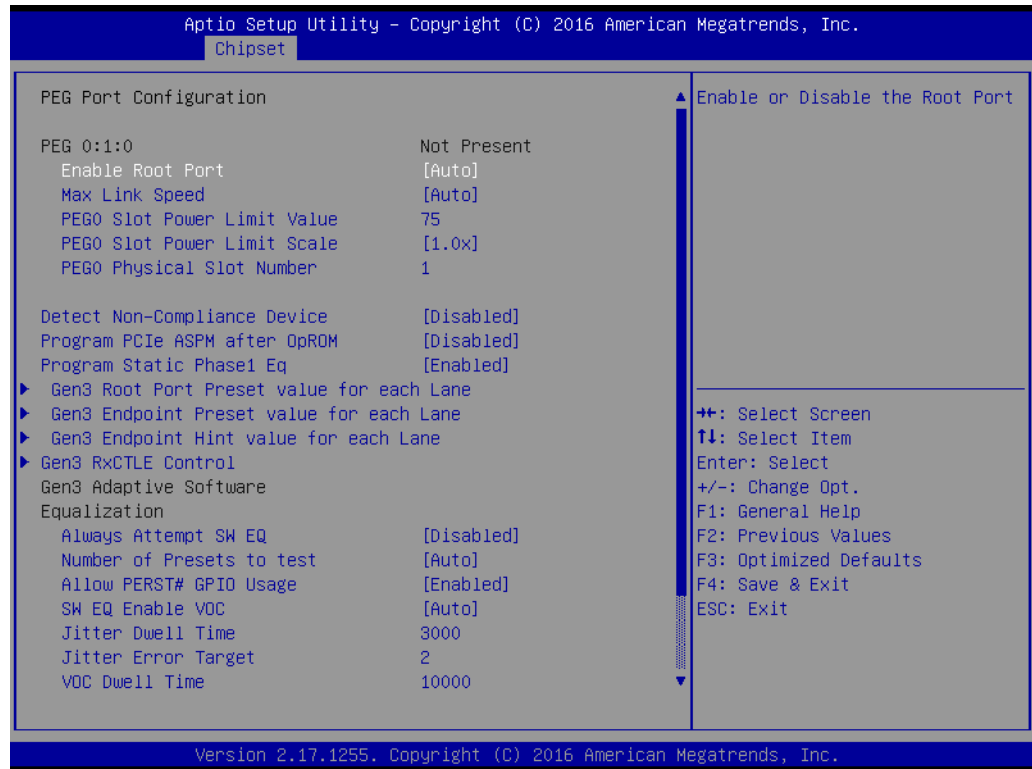 Aptio Setup Utility – Copyright (C) 2016 American Megatrends, Inc.
Chipset
PEG Port Configuration
PEG 0:1:0 Not Present
Enable Root Port [Auto]
Max Link Speed [Auto]
PEG0 Slot Power Limit Value 75
PEG0 Slot Power Limit Scale [1.0x]
PEG0 Physical Slot Number 1
Detect Non-Compliance Device [Disabled]
Program PCIe ASPM after OpROM [Disabled]
Program Static Phase1 Eq [Enabled]
Gen3 Root Port Preset value for each Lane
Gen3 Endpoint Preset value for each Lane
Gen3 Endpoint Hint value for each Lane
Gen3 RxCTLE Control
Gen3 Adaptive Software
Equalization
Always Attempt SW EQ [Disabled]
Number of Presets to test [Auto]
Allow PERST# GPIO Usage [Enabled]
SW EQ Enable VOC [Auto]
Jitter Dwell Time 3000
Jitter Error Target 2
VOC Dwell Time 10000
Enable or Disable the Root Port
→←: Select Screen
↑↓: Select Item
Enter: Select
+/-: Change Opt.
F1: General Help
F2: Previous Values
F3: Optimized Defaults
F4: Save & Exit
ESC: Exit
Version 2.17.1255. Copyright (C) 2016 American Megatrends, Inc.